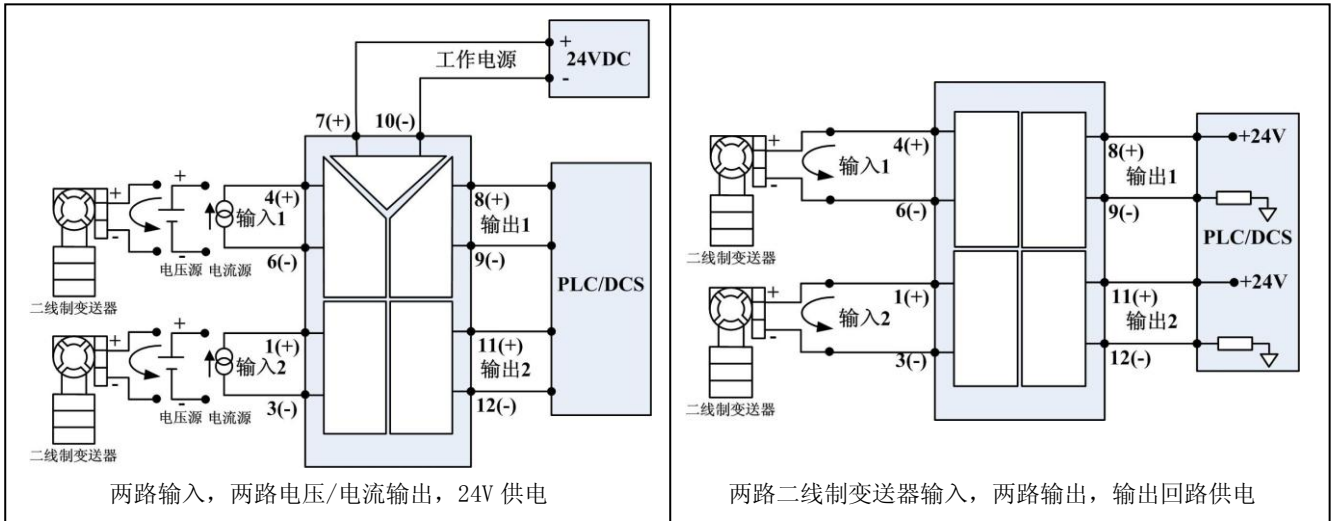 +
24VDC
-
工作电源
7(+)
10(-)
+
-
二线制变送器
+
-
电压源
电流源
输入1
4(+)
6(-)
8(+)
输出1
9(-)
PLC/DCS
+
-
二线制变送器
+
-
电压源
电流源
输入2
1(+)
3(-)
11(+)
输出2
12(-)
两路输入，两路电压/电流输出，24V 供电
+
-
二线制变送器
输入1
4(+)
6(-)
8(+)
输出1
9(-)
+24V
PLC/DCS
+
-
二线制变送器
输入2
1(+)
3(-)
11(+)
输出2
12(-)
+24V
两路二线制变送器输入，两路输出，输出回路供电